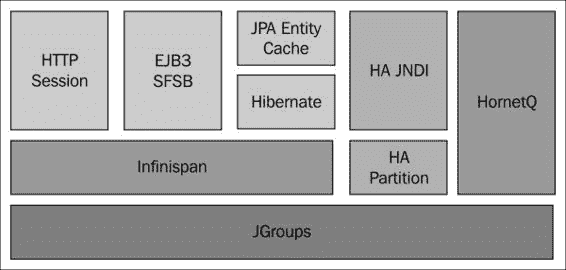 HTTP
Session
EJB3
SFSB
JPA Entity
Cache
Hibernate
HA JNDI
HornetQ
Infinispan
HA
Partition
JGroups